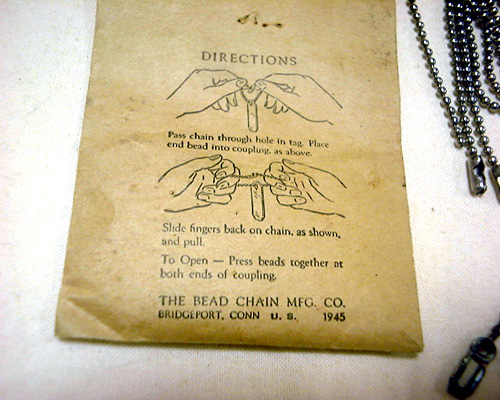 DIRECTIONS
Pass chain through hole in tag. Place
end bead into coupling, as above.
Slide fingers back on chain, as shown,
and pull.
To Open — Press beads together at
both ends of coupling.
THE BEAD CHAIN MFG. CO.
BRIDGEPORT, CONN U. S. 1945